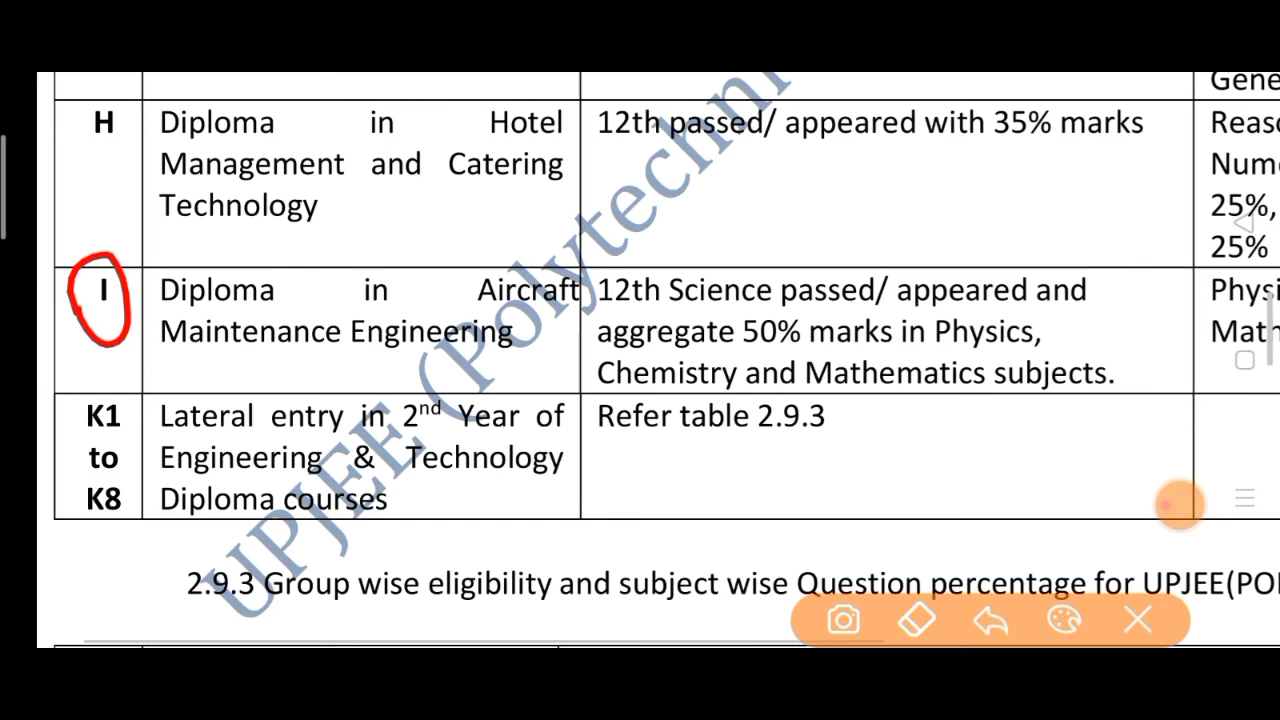 Gene
H Diploma in Hotel 12th passed/ appeared with 35% marks Reaso
Management and Catering Nume
Technology 25%,
25%
I Diploma in Aircraft 12th Science passed/ appeared and Physi
Maintenance Engineering aggregate 50% marks in Physics, Math
Chemistry and Mathematics subjects.
K1 Lateral entry in 2nd Year of Refer table 2.9.3
to Engineering & Technology
K8 Diploma courses
UPJEE (Polytechni
2.9.3 Group wise eligibility and subject wise Question percentage for UPJEE(POL